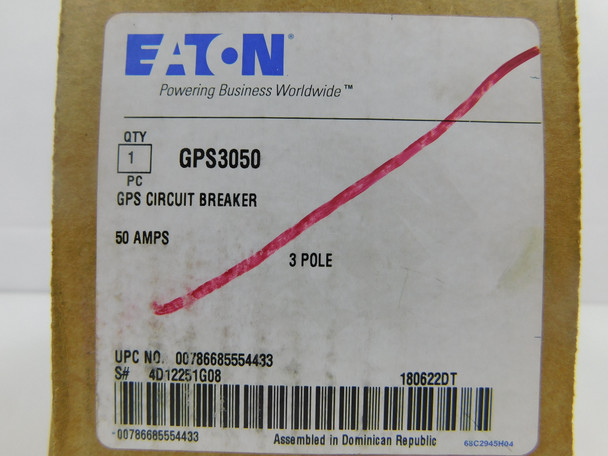 EATON
Powering Business Worldwide™
QTY
1 GPS3050
PC
GPS CIRCUIT BREAKER
50 AMPS
3 POLE
UPC NO. 00786685554433
S# 4D12251G08 180622DT
00786685554433 Assembled in Dominican Republic 68C2945H04